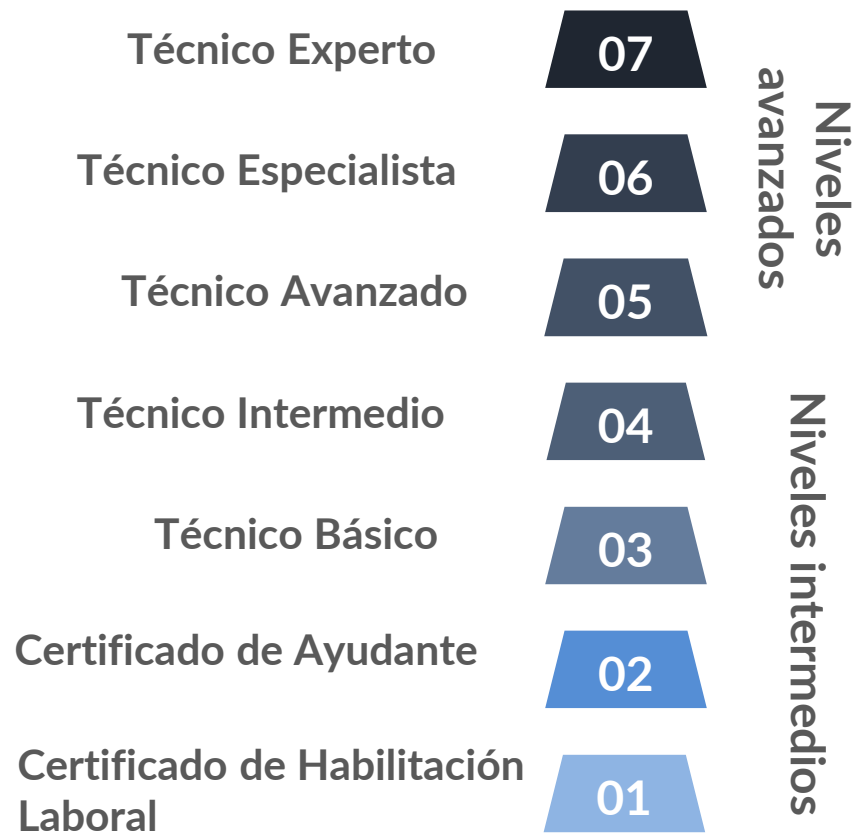 Técnico Experto
07
Técnico Especialista
06
Técnico Avanzado
05
Niveles
avanzados
Técnico Intermedio
04
Técnico Básico
03
Certificado de Ayudante
02
Certificado de Habilitación
Laboral
01
Niveles intermedios